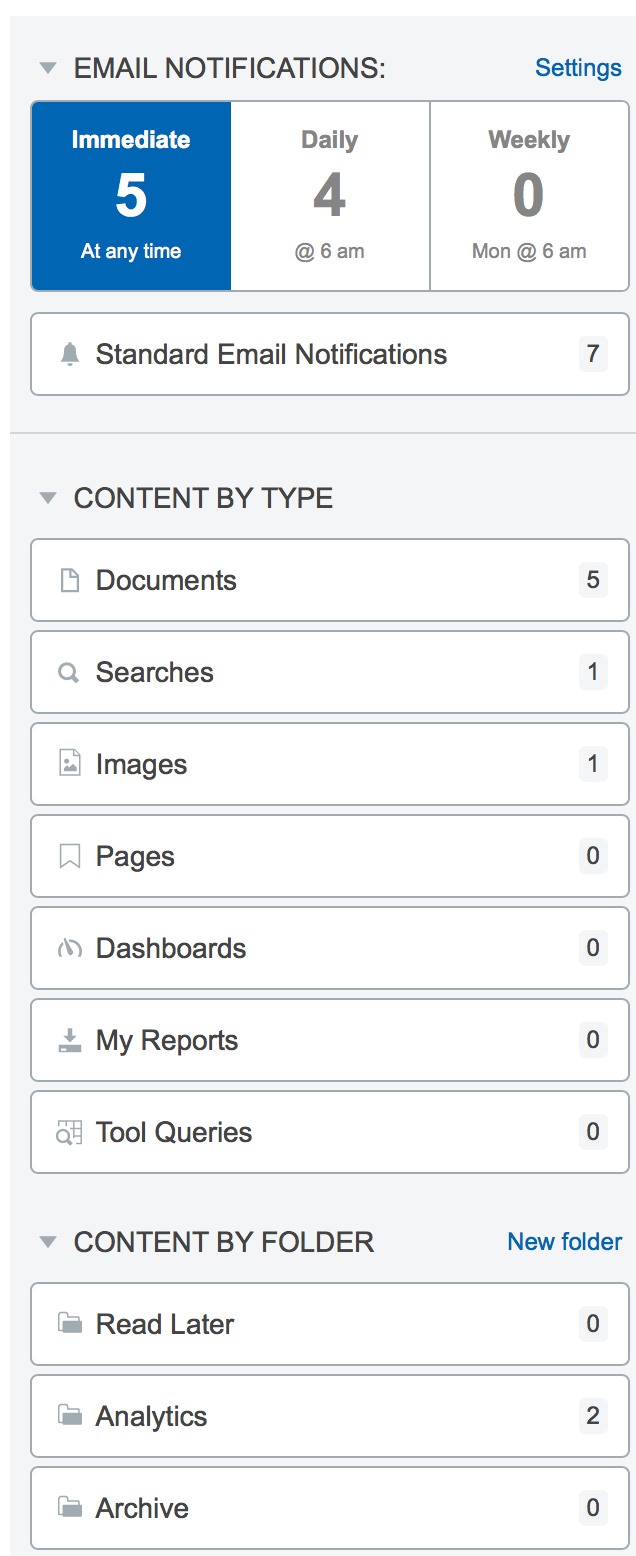 EMAIL NOTIFICATIONS: Settings
Immediate Daily Weekly
5 4 0
At any time @ 6 am Mon @ 6 am
Standard Email Notifications 7
CONTENT BY TYPE
Documents 5
Searches 1
Images 1
Pages 0
Dashboards 0
My Reports 0
Tool Queries 0
CONTENT BY FOLDER New folder
Read Later 0
Analytics 2
Archive 0